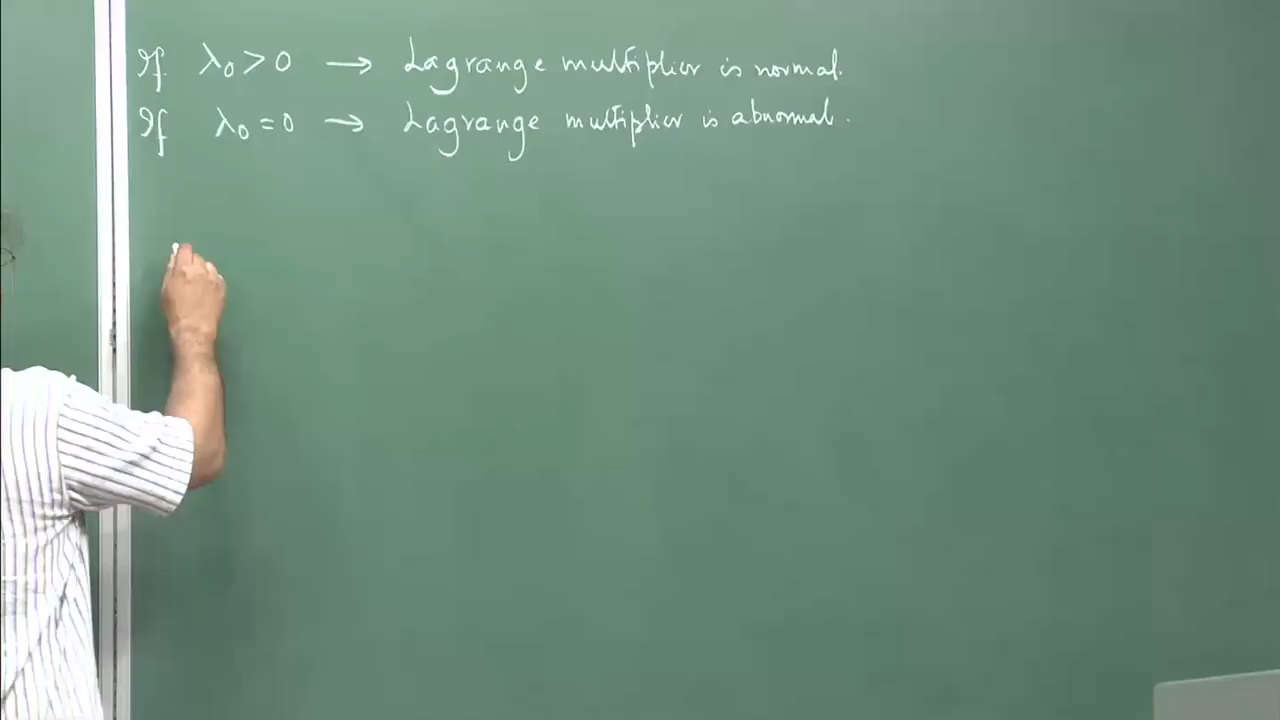 If λ₀ > 0 → Lagrange multiplier is normal.
If λ₀ = 0 → Lagrange multiplier is abnormal.